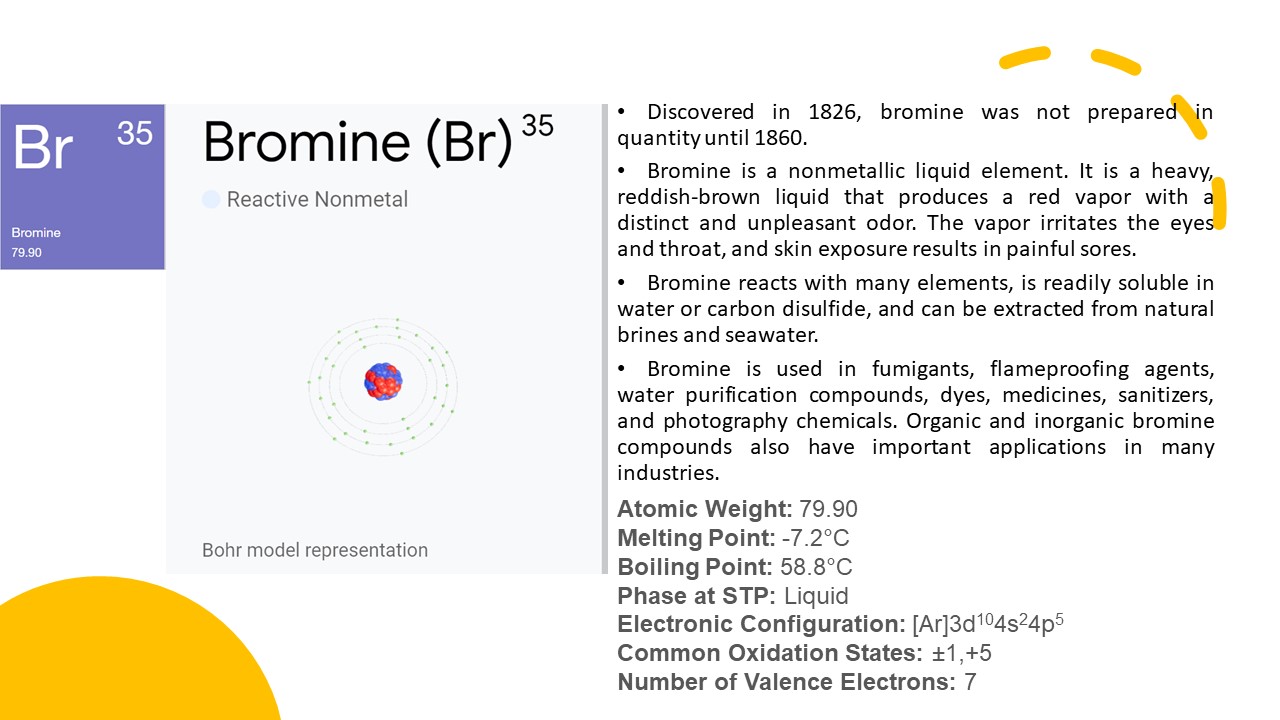 Br 35
Bromine
79.90
Bromine (Br) 35
Reactive Nonmetal
Bohr model representation
• Discovered in 1826, bromine was not prepared in
quantity until 1860.
• Bromine is a nonmetallic liquid element. It is a heavy,
reddish-brown liquid that produces a red vapor with a
distinct and unpleasant odor. The vapor irritates the eyes
and throat, and skin exposure results in painful sores.
• Bromine reacts with many elements, is readily soluble in
water or carbon disulfide, and can be extracted from natural
brines and seawater.
• Bromine is used in fumigants, flameproofing agents,
water purification compounds, dyes, medicines, sanitizers,
and photography chemicals. Organic and inorganic bromine
compounds also have important applications in many
industries.
Atomic Weight: 79.90
Melting Point: -7.2°C
Boiling Point: 58.8°C
Phase at STP: Liquid
Electronic Configuration: [Ar]3d¹⁰4s²4p⁵
Common Oxidation States: ±1,+5
Number of Valence Electrons: 7